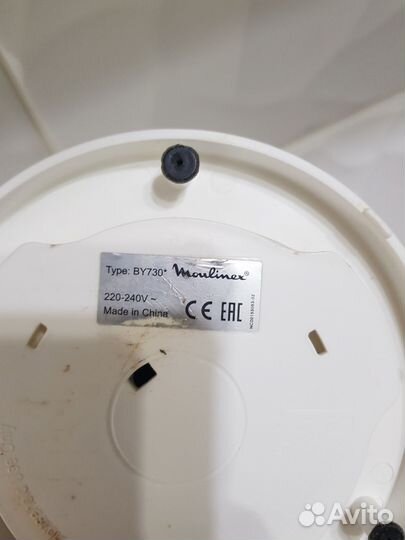 Type: BY730* Moulinex
220-240V ~
Made in China
CE EAC
Avito